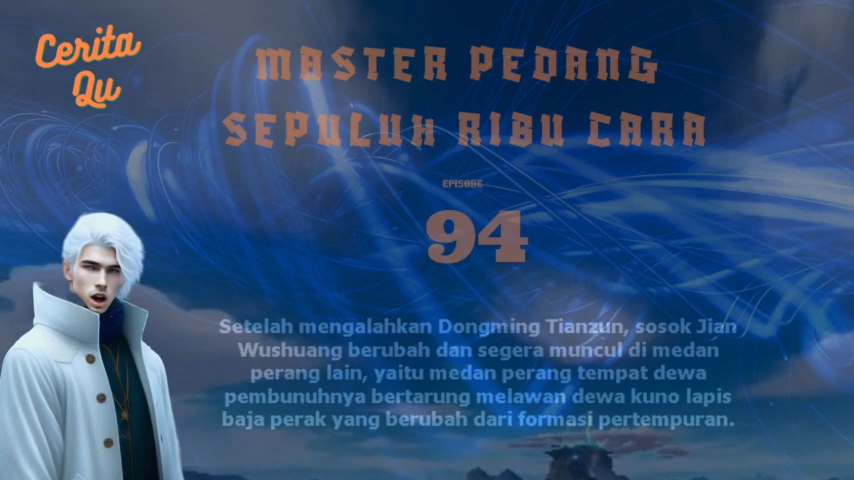 Cerita
Qu
MASTER PEDANG
SEPULUH RIBU CARA
EPISODE
94
Setelah mengalahkan Dongming Tianzun, sosok Jian
Wushuang berubah dan segera muncul di medan
perang lain, yaitu medan perang tempat dewa
pembunuhnya bertarung melawan dewa kuno lapis
baja perak yang berubah dari formasi pertempuran.